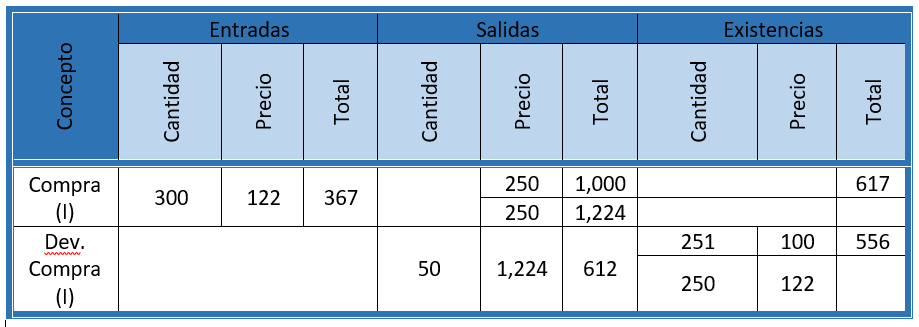 Concepto
Entradas
Salidas
Existencias
Cantidad
Precio
Total
Cantidad
Precio
Total
Cantidad
Precio
Total
Compra
(I)
300
122
367
250
1,000
617
250
1,224
Dev.
Compra
(I)
50
1,224
612
251
100
556
250
122